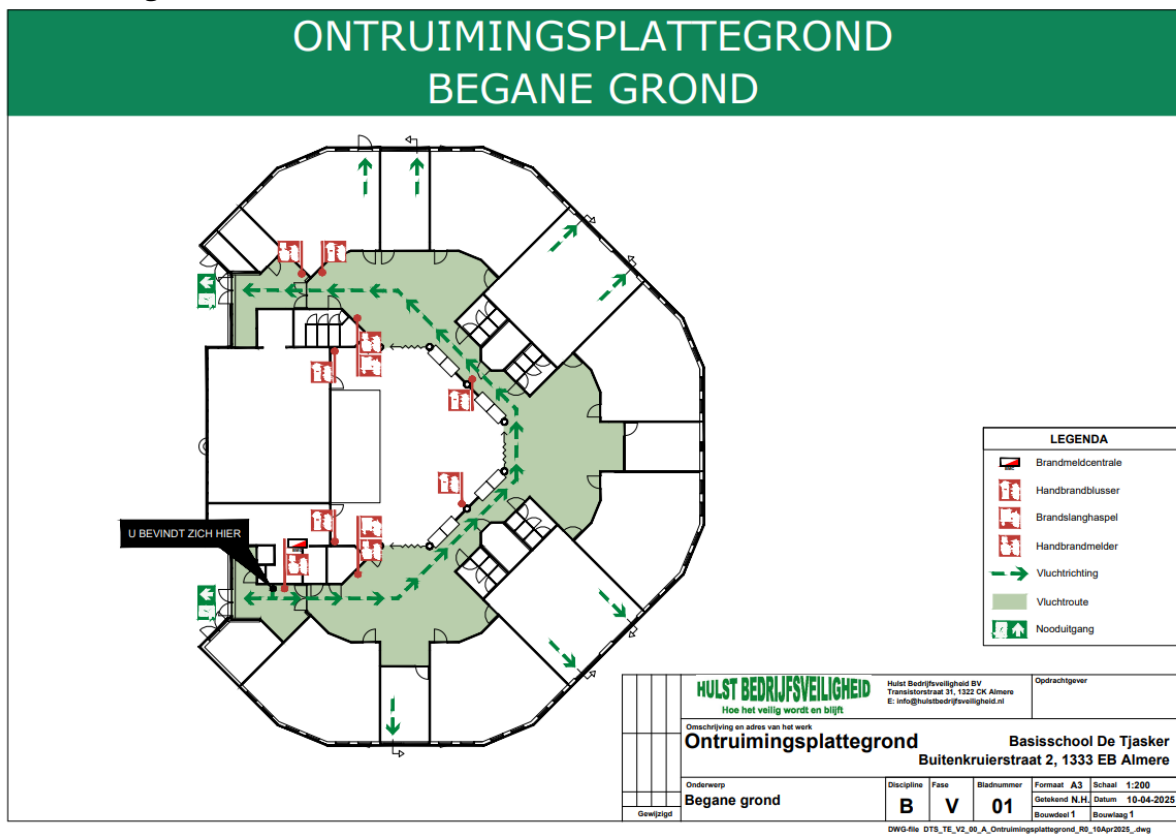 ONTRUIMINGSPLATTEGROND
BEGANE GROND
U BEVINDT ZICH HIER
LEGENDA
Brandmeldcentrale
Handbrandblusser
Brandslanghaspel
Handbrandmelder
Vluchtrichting
Vluchtroute
Nooduitgang
HULST BEDRIJFSVEILIGHEID
Hoe het veilig wordt en blijft
Hulst Bedrijfsveiligheid BV
Transistorstraat 31, 1322 CK Almere
E: info@hulstbedrijfsveiligheid.nl
Opdrachtgever
Omschrijving en adres van het werk
Ontruimingsplattegrond
Basisschool De Tjasker
Buitenkruierstraat 2, 1333 EB Almere
Onderwerp
Begane grond
Discipline
B
Fase
V
Bladnummer
01
Formaat A3
Schaal 1:200
Getekend N.H.
Datum 10-04-2025
Bouwdeel 1
Bouwlaag 1
Gewijzigd
DWG-file DTS_TE_V2_00_A_Ontruimingsplattegrond_R0_10Apr2025_.dwg